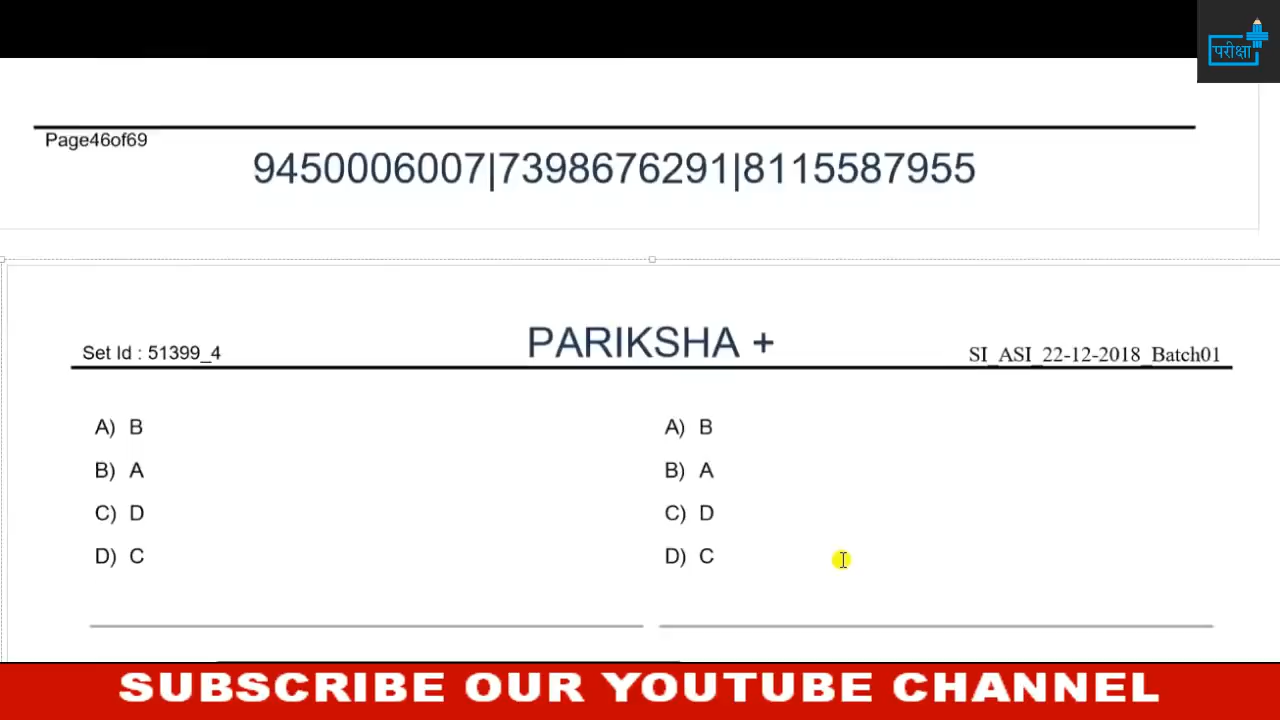 परीक्षा
Page46of69
9450006007|7398676291|8115587955
Set Id : 51399_4
PARIKSHA +
SI_ASI_22-12-2018_Batch01
A) B
B) A
C) D
D) C
A) B
B) A
C) D
D) C
SUBSCRIBE OUR YOUTUBE CHANNEL